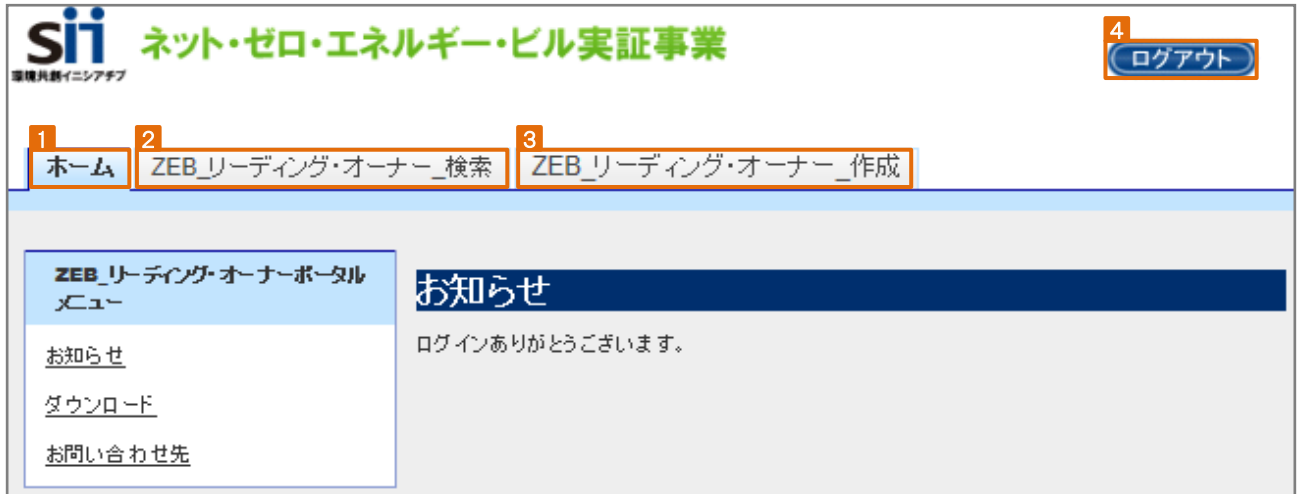 sii ネット・ゼロ・エネルギー・ビル実証事業
環境共創イニシアチブ
4
ログアウト
1 2 3
ホーム ZEB_リーディング・オーナー_検索 ZEB_リーディング・オーナー_作成
ZEB_リーディング・オーナーポータル
メニュー
お知らせ
ログインありがとうございます。
お知らせ
ダウンロード
お問い合わせ先